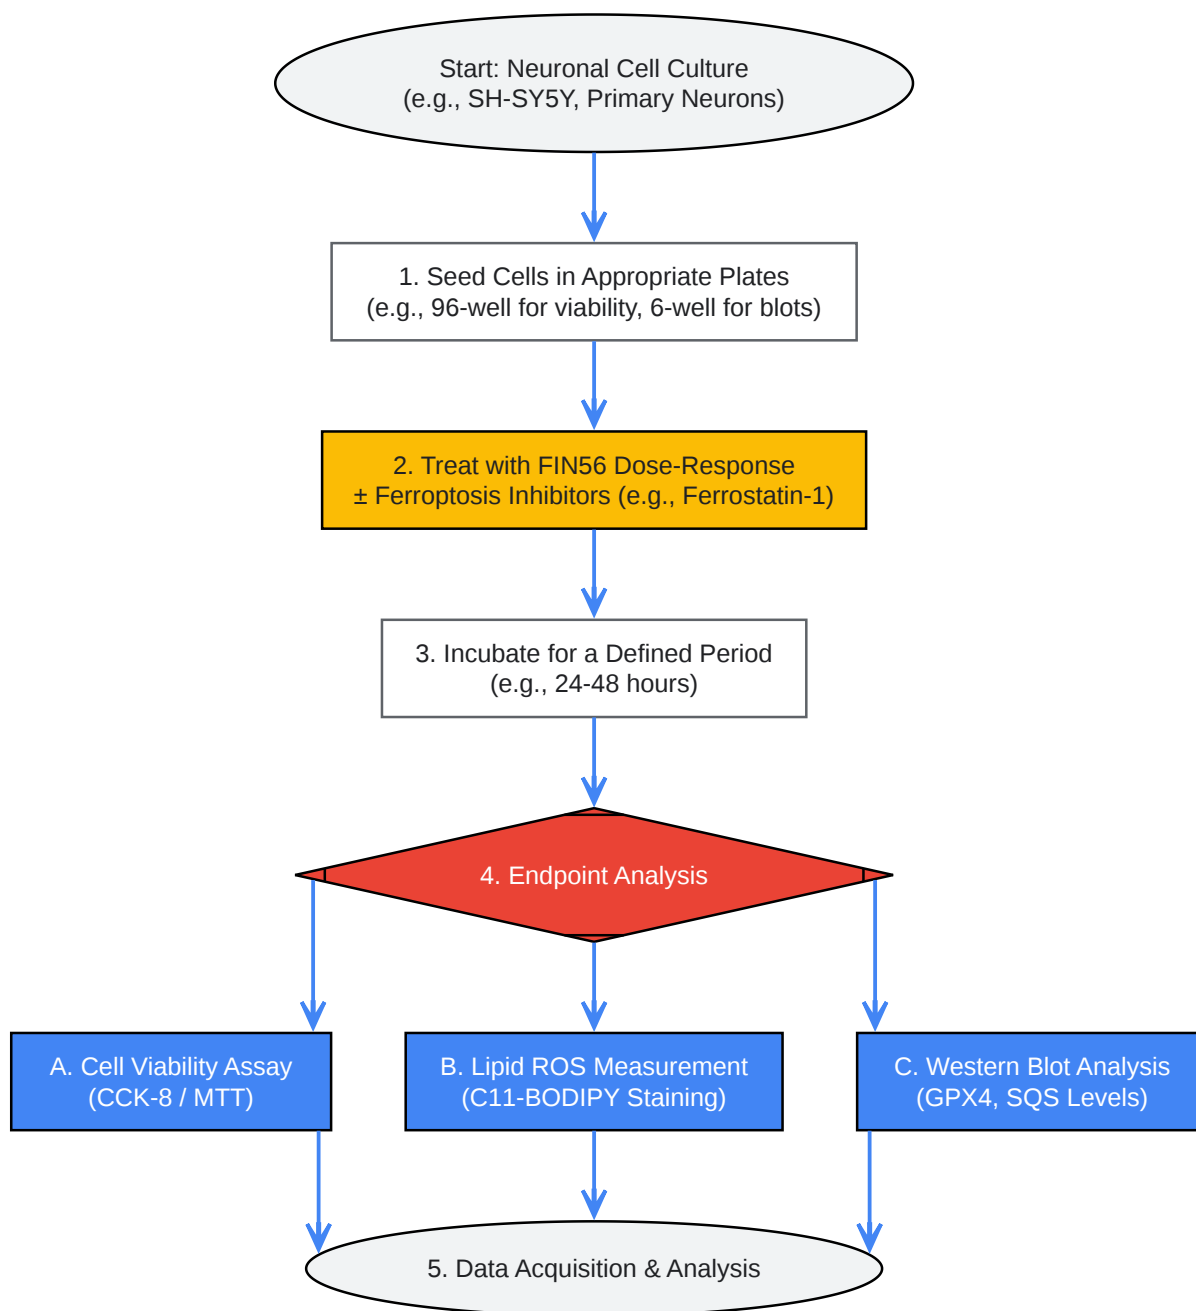 Start: Neuronal Cell Culture
(e.g., SH-SY5Y, Primary Neurons)
1. Seed Cells in Appropriate Plates
(e.g., 96-well for viability, 6-well for blots)
2. Treat with FIN56 Dose-Response
± Ferroptosis Inhibitors (e.g., Ferrostatin-1)
3. Incubate for a Defined Period
(e.g., 24-48 hours)
4. Endpoint Analysis
A. Cell Viability Assay
(CCK-8 / MTT)
B. Lipid ROS Measurement
(C11-BODIPY Staining)
C. Western Blot Analysis
(GPX4, SQS Levels)
5. Data Acquisition & Analysis